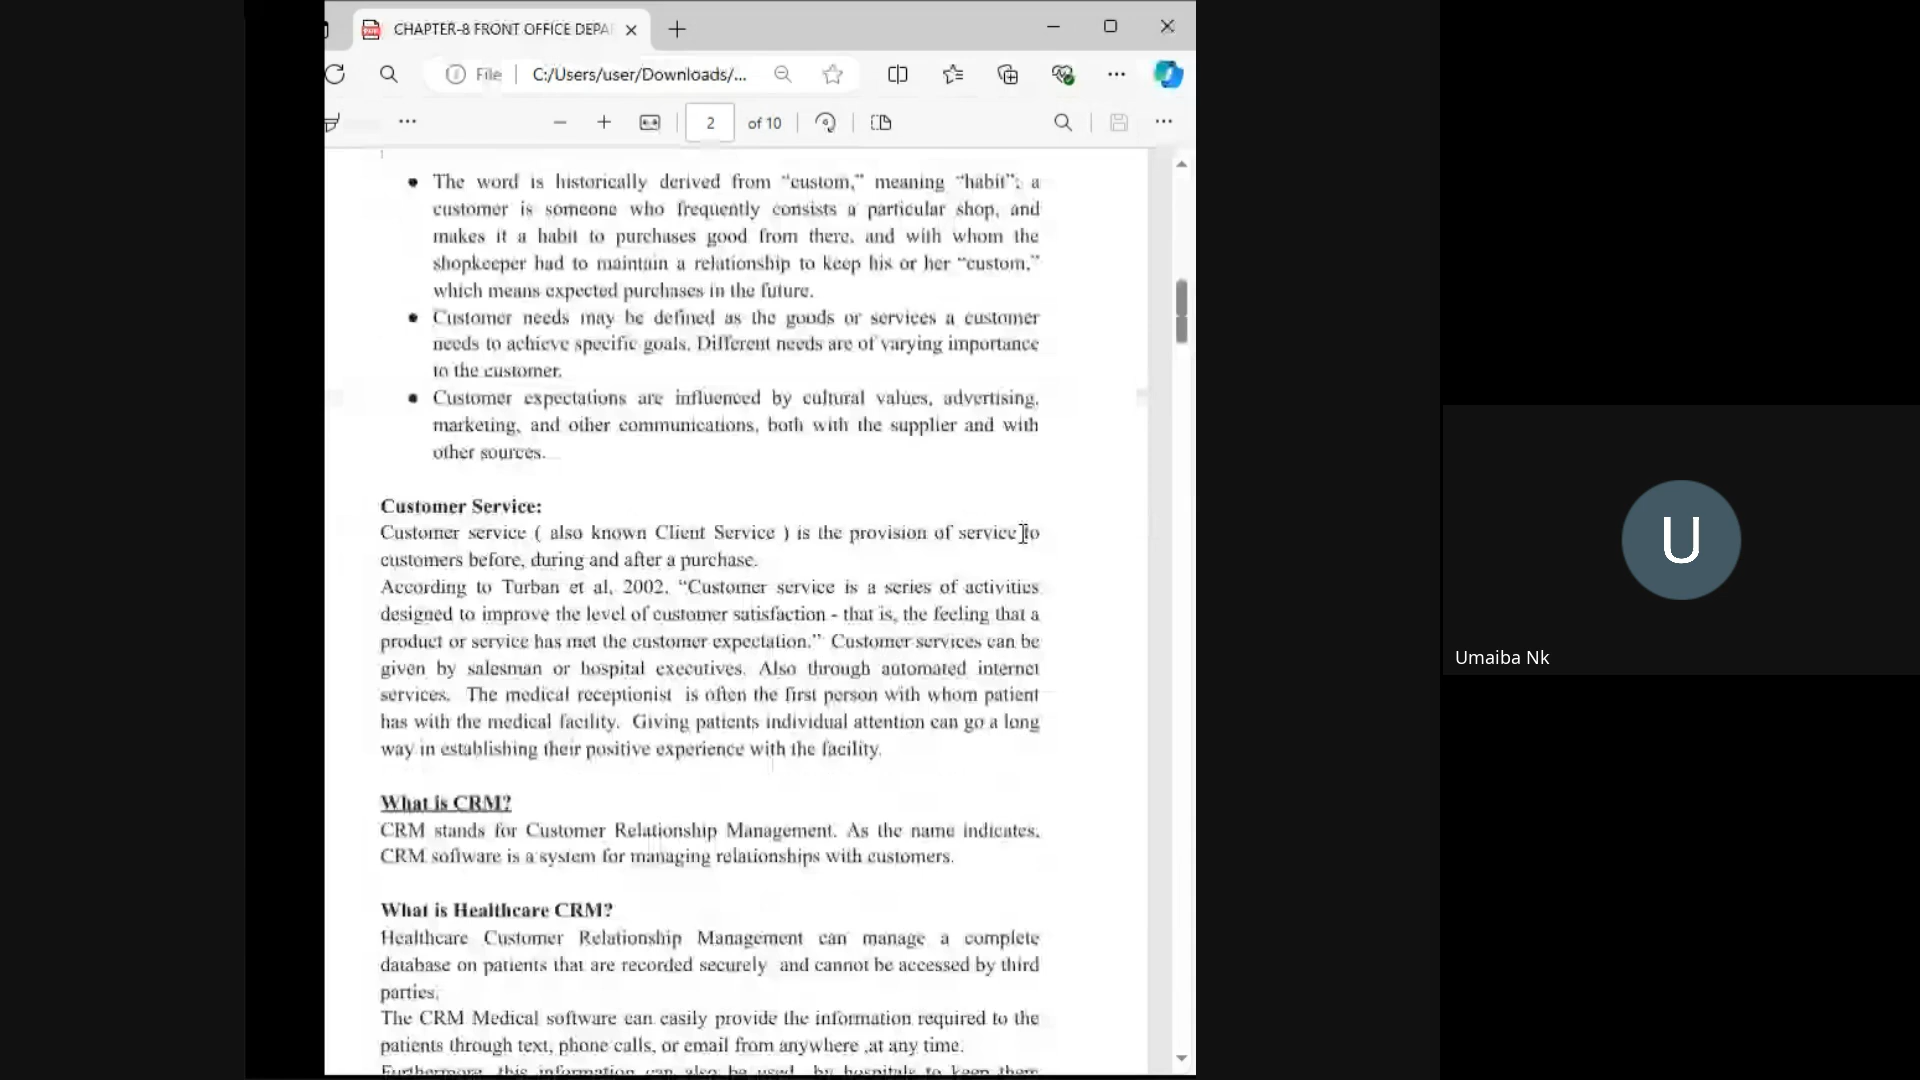 CHAPTER-8 FRONT OFFICE DEPA
File
C:/Users/user/Downloads/...
2 of 10
1
• The word is historically derived from “custom,” meaning “habit”; a
customer is someone who frequently consists a particular shop, and
makes it a habit to purchases good from there, and with whom the
shopkeeper had to maintain a relationship to keep his or her “custom,”
which means expected purchases in the future.
• Customer needs may be defined as the goods or services a customer
needs to achieve specific goals. Different needs are of varying importance
to the customer.
• Customer expectations are influenced by cultural values, advertising,
marketing, and other communications, both with the supplier and with
other sources.
Customer Service:
Customer service ( also known Client Service ) is the provision of service to
customers before, during and after a purchase.
According to Turban et al, 2002, “Customer service is a series of activities
designed to improve the level of customer satisfaction - that is, the feeling that a
product or service has met the customer expectation.” Customer services can be
given by salesman or hospital executives. Also through automated internet
services. The medical receptionist is often the first person with whom patient
has with the medical facility. Giving patients individual attention can go a long
way in establishing their positive experience with the facility.
What is CRM?
CRM stands for Customer Relationship Management. As the name indicates,
CRM software is a system for managing relationships with customers.
What is Healthcare CRM?
Healthcare Customer Relationship Management can manage a complete
database on patients that are recorded securely and cannot be accessed by third
parties.
The CRM Medical software can easily provide the information required to the
patients through text, phone calls, or email from anywhere ,at any time.
Furthermore, this information can also be used by hospitals to keep them
U
Umaiba Nk